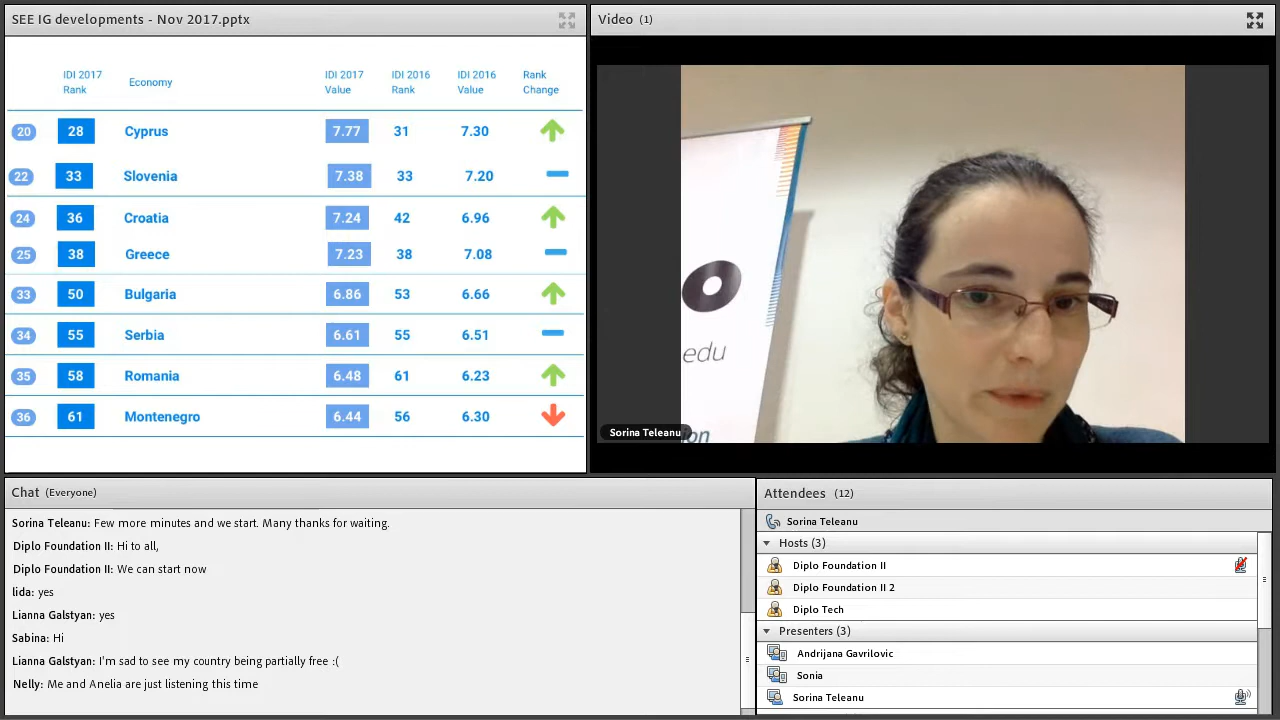 SEE IG developments - Nov 2017.pptx
IDI 2017 Rank Economy IDI 2017 Value IDI 2016 Rank IDI 2016 Value Rank Change
20 28 Cyprus 7.77 31 7.30
22 33 Slovenia 7.38 33 7.20
24 36 Croatia 7.24 42 6.96
25 38 Greece 7.23 38 7.08
33 50 Bulgaria 6.86 53 6.66
34 55 Serbia 6.61 55 6.51
35 58 Romania 6.48 61 6.23
36 61 Montenegro 6.44 56 6.30
Video (1)
o
edu
on
Sorina Teleanu
Chat (Everyone)
Sorina Teleanu: Few more minutes and we start. Many thanks for waiting.
Diplo Foundation II: Hi to all,
Diplo Foundation II: We can start now
lida: yes
Lianna Galstyan: yes
Sabina: Hi
Lianna Galstyan: I'm sad to see my country being partially free :(
Nelly: Me and Anelia are just listening this time
Attendees (12)
Sorina Teleanu
Hosts (3)
Diplo Foundation II
Diplo Foundation II 2
Diplo Tech
Presenters (3)
Andrijana Gavrilovic
Sonia
Sorina Teleanu